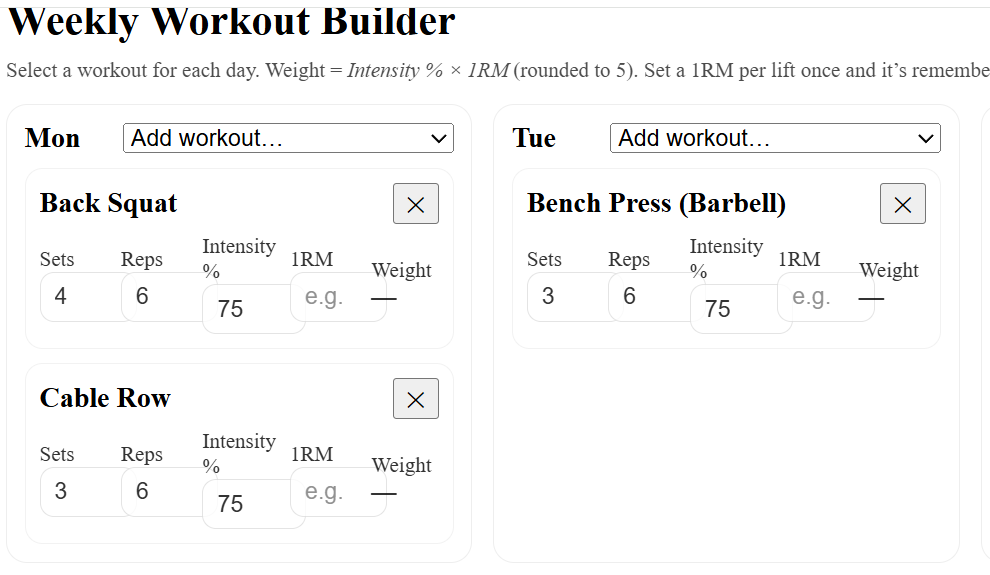 Weekly Workout Builder
Select a workout for each day. Weight = Intensity % × 1RM (rounded to 5). Set a 1RM per lift once and it’s
Mon
Add workout…
Back Squat
Sets Reps Intensity % 1RM Weight
4 6 75 e.g. —
Cable Row
Sets Reps Intensity % 1RM Weight
3 6 75 e.g. —
Tue
Add workout…
Bench Press (Barbell)
Sets Reps Intensity % 1RM Weight
3 6 75 e.g. —